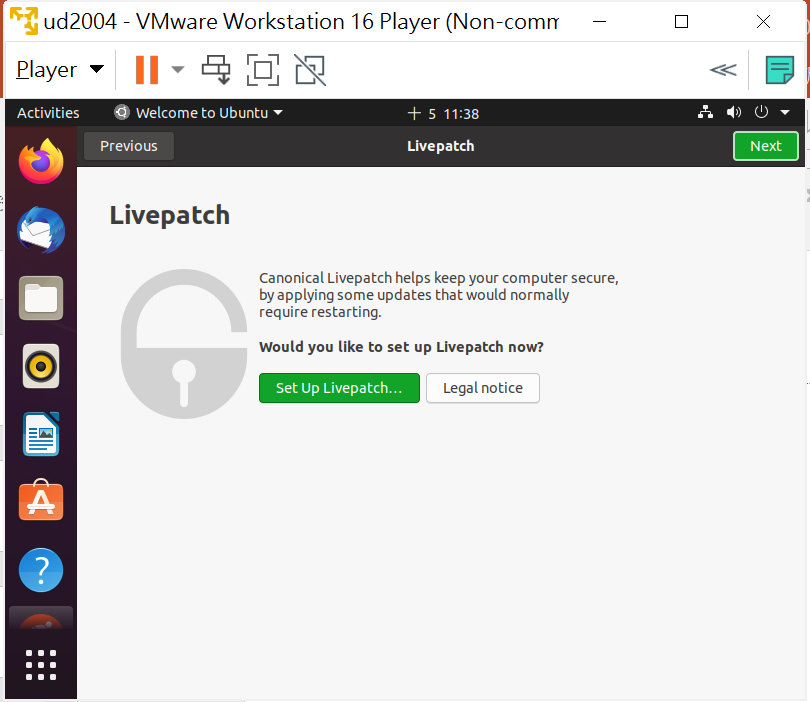 ud2004 - VMware Workstation 16 Player (Non-comm
Player
Activities
Welcome to Ubuntu
十 5 11:38
Previous
Livepatch
Next
Livepatch
Canonical Livepatch helps keep your computer secure,
by applying some updates that would normally
require restarting.
Would you like to set up Livepatch now?
Set Up Livepatch…
Legal notice